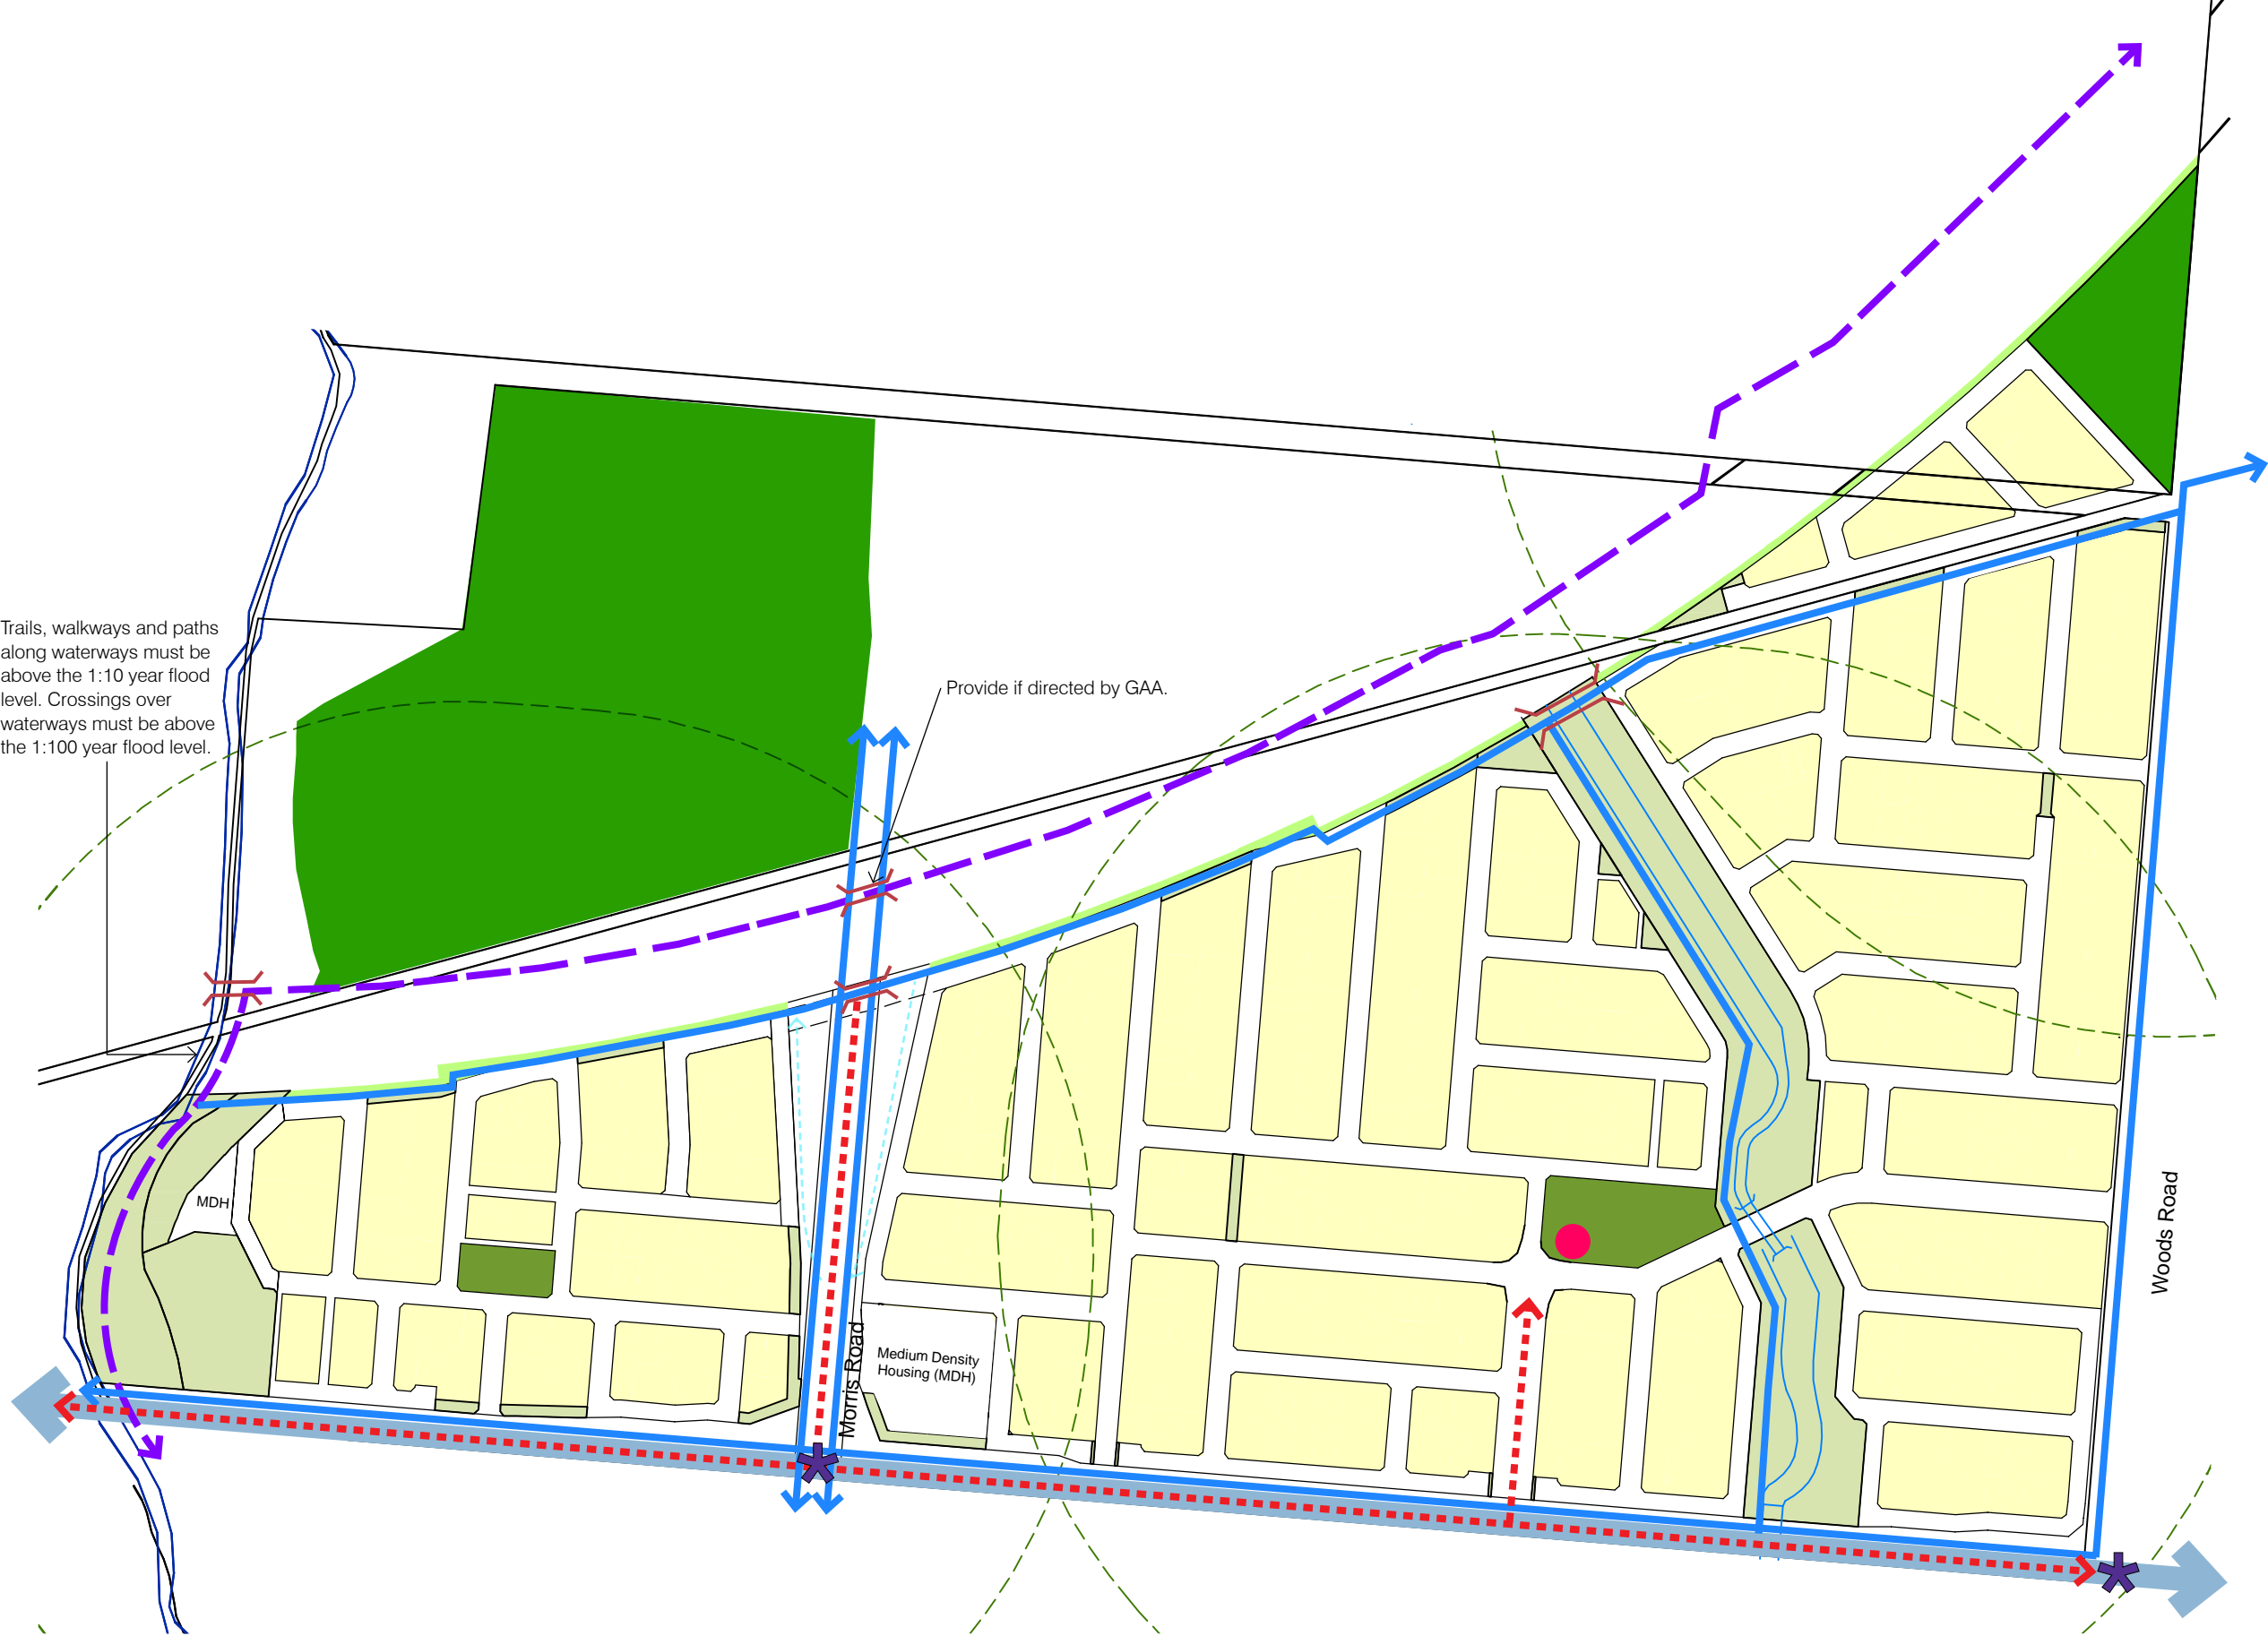 Trails, walkways and paths
along waterways must be
above the 1:10 year flood
level. Crossings over
waterways must be above
the 1:100 year flood level.
Provide if directed by GAA.
MDH
Medium Density
Housing (MDH)
Morris Road
Woods Road